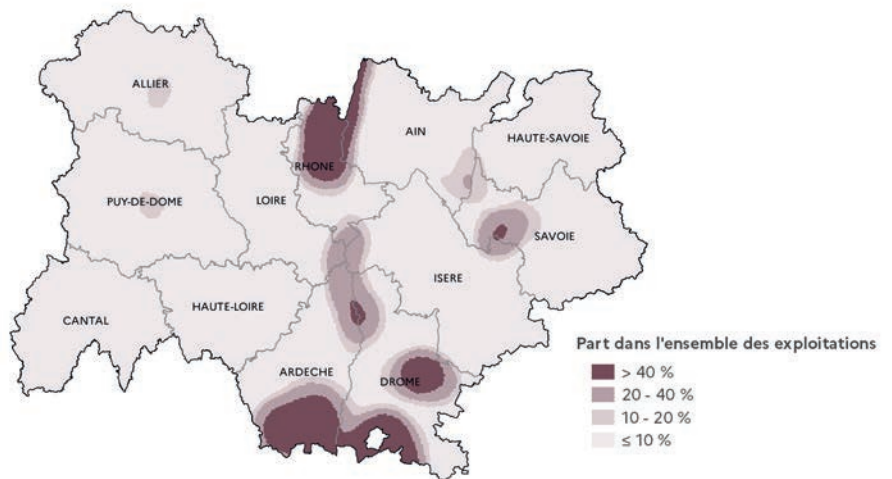 ALLIER
AIN
HAUTE-SAVOIE
RHONE
PUY-DE-DOME
LOIRE
SAVOIE
ISERE
HAUTE-LOIRE
CANTAL
ARDECHE
DROME
Part dans l'ensemble des exploitations
> 40 %
20 - 40 %
10 - 20 %
≤ 10 %